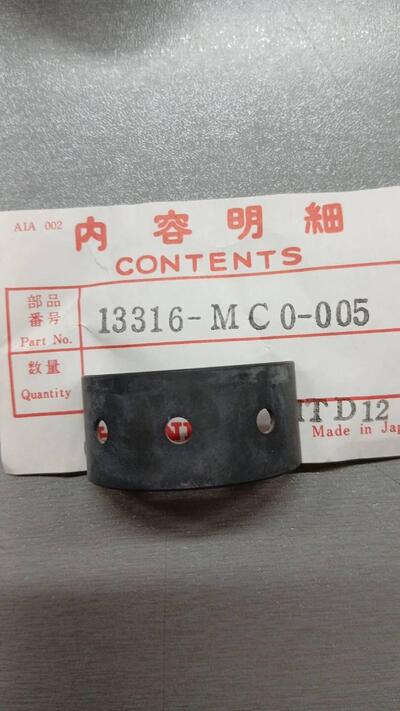 AIA 002
内容明細
CONTENTS
部品
番号
Part No.
13316-MC0-005
数量
Quantity
ITD12
Made in Jap